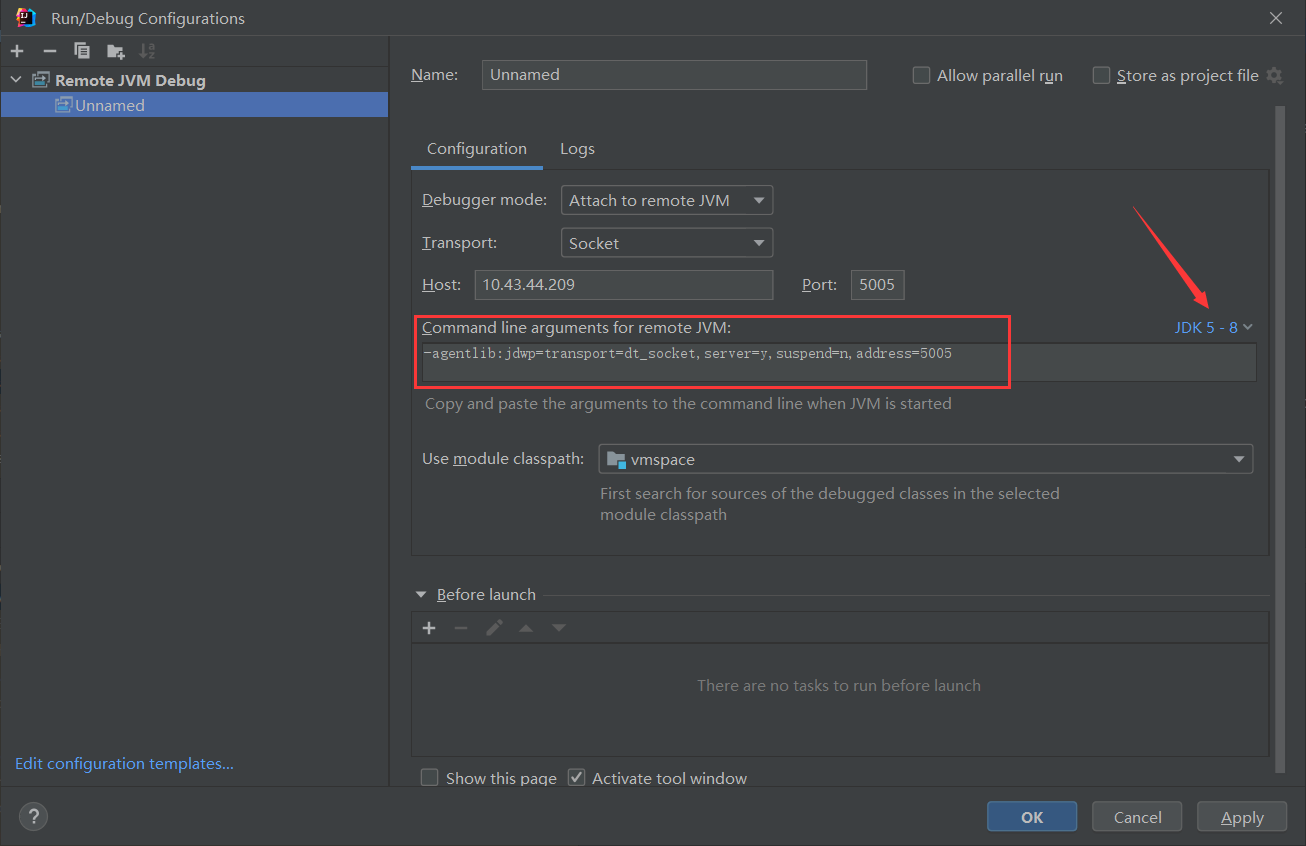 Run/Debug Configurations
Remote JVM Debug
Unnamed
Edit configuration templates...
Name: Unnamed Allow parallel run Store as project file
Configuration Logs
Debugger mode: Attach to remote JVM
Transport: Socket
Host: 10.43.44.209 Port: 5005
Command line arguments for remote JVM: JDK 5 - 8
-agentlib:jdwp=transport=dt_socket,server=y,suspend=n,address=5005
Copy and paste the arguments to the command line when JVM is started
Use module classpath: vmspace
First search for sources of the debugged classes in the selected
module classpath
Before launch
There are no tasks to run before launch
Show this page Activate tool window
? OK Cancel Apply